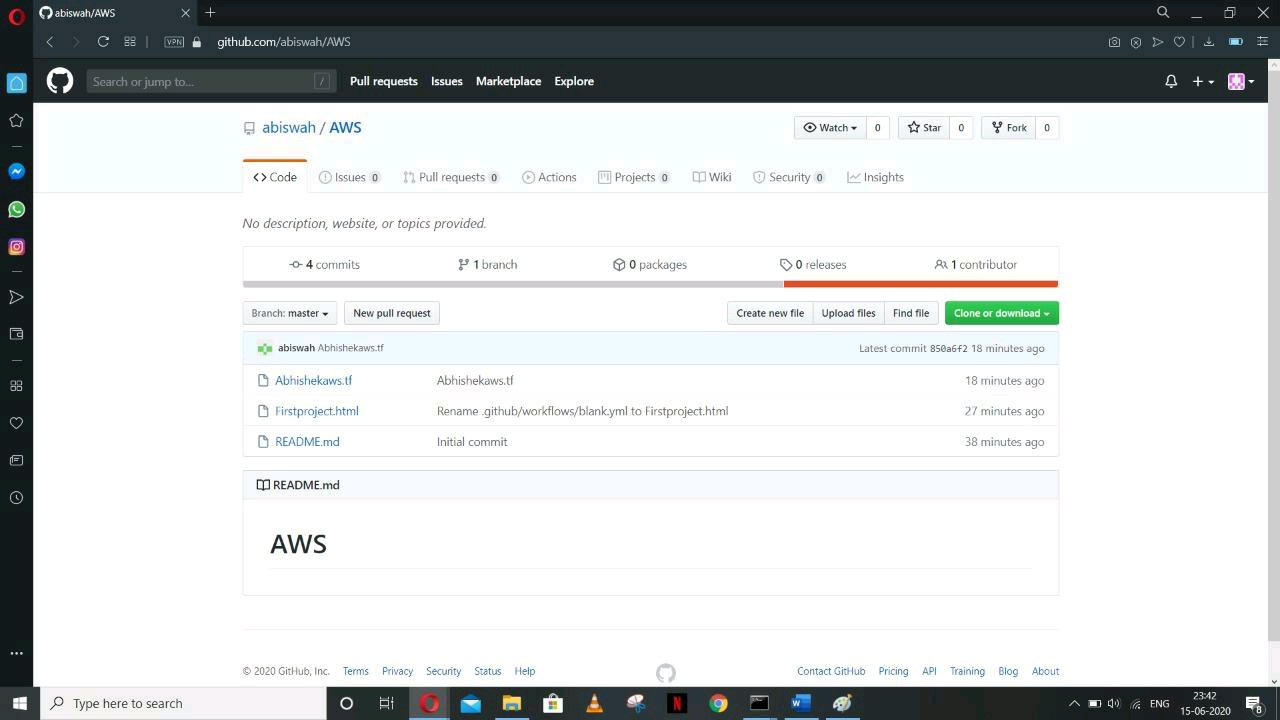 abiswah/AWS
VPN github.com/abiswah/AWS
Search or jump to... / Pull requests Issues Marketplace Explore
abiswah / AWS Watch 0 Star 0 Fork 0
Code Issues 0 Pull requests 0 Actions Projects 0 Wiki Security 0 Insights
No description, website, or topics provided.
4 commits 1 branch 0 packages 0 releases 1 contributor
Branch: master New pull request Create new file Upload files Find file Clone or download
abiswah Abhishekaws.tf Latest commit 850a6f2 18 minutes ago
Abhishekaws.tf Abhishekaws.tf 18 minutes ago
Firstproject.html Rename .github/workflows/blank.yml to Firstproject.html 27 minutes ago
README.md Initial commit 38 minutes ago
README.md
AWS
© 2020 GitHub, Inc. Terms Privacy Security Status Help Contact GitHub Pricing API Training Blog About
Type here to search N W ENG 23:42
15-06-2020 8